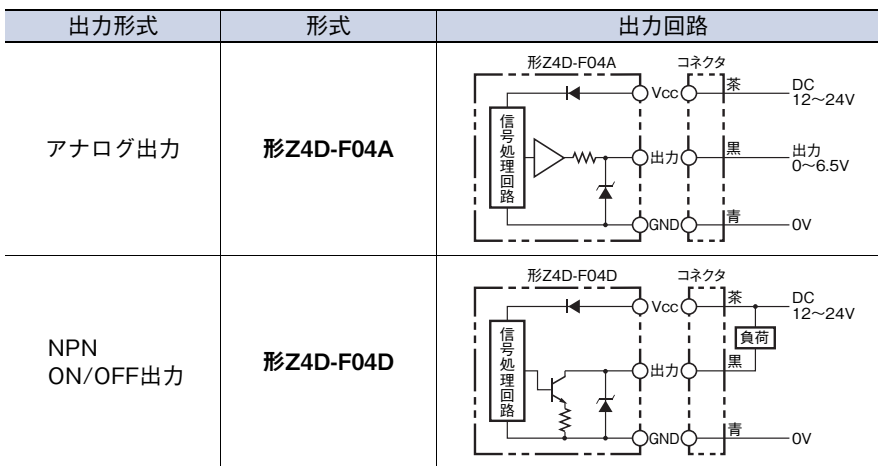 出力形式 形式 出力回路
アナログ出力
形Z4D-F04A
形Z4D-F04A コネクタ
信号処理回路
Vcc 茶 DC
12~24V
出力 黒 出力
0~6.5V
GND 青 0V
NPN
ON/OFF出力
形Z4D-F04D
形Z4D-F04D コネクタ
信号処理回路
Vcc 茶 DC
12~24V
負荷
出力 黒
GND 青 0V